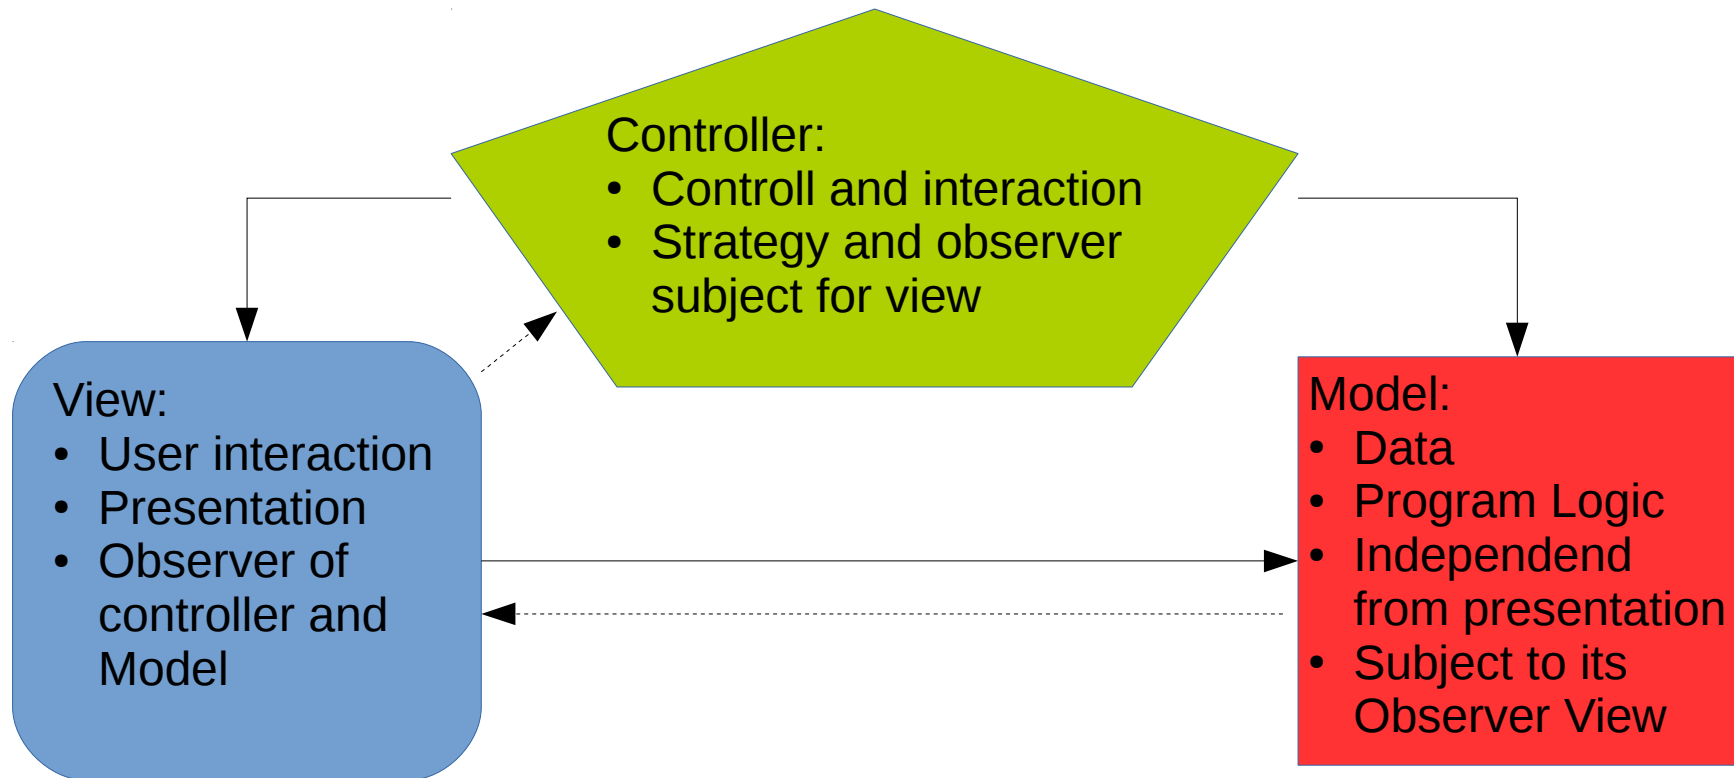 Controller:
• Controll and interaction
• Strategy and observer
subject for view
View:
• User interaction
• Presentation
• Observer of
controller and
Model
Model:
• Data
• Program Logic
• Independend
from presentation
• Subject to its
Observer View